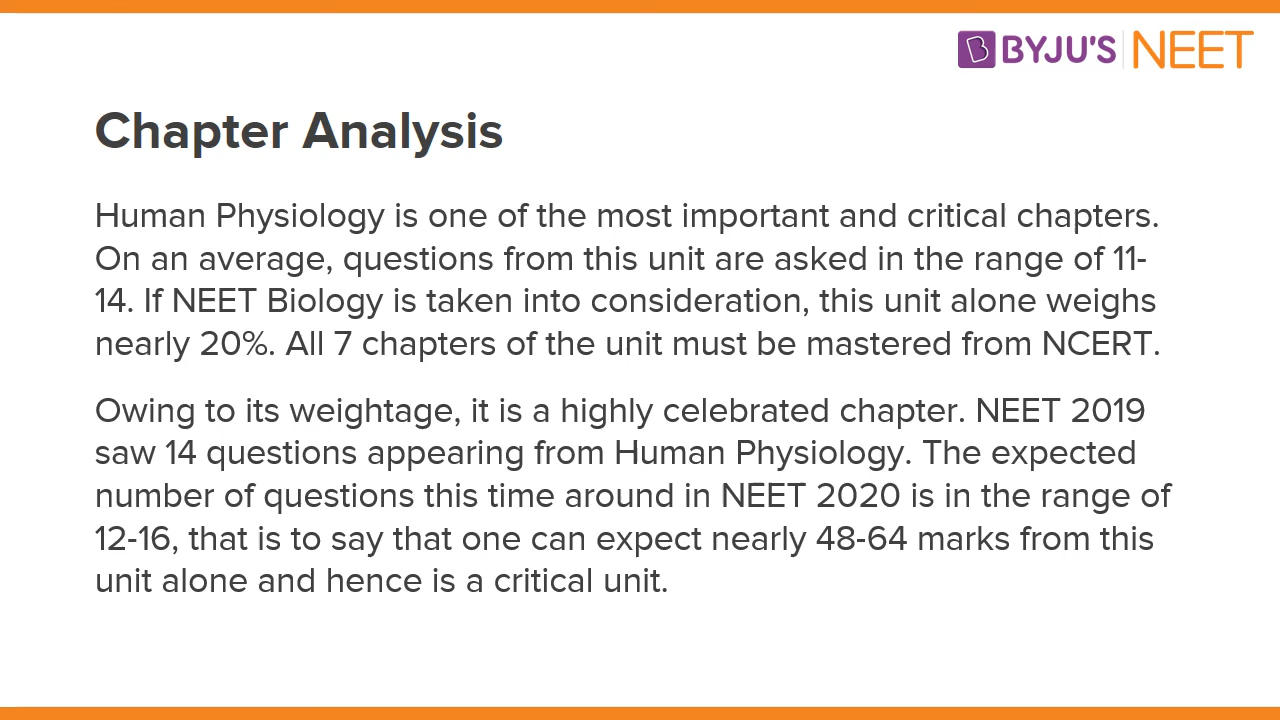 BYJU'S NEET
Chapter Analysis
Human Physiology is one of the most important and critical chapters.
On an average, questions from this unit are asked in the range of 11-
14. If NEET Biology is taken into consideration, this unit alone weighs
nearly 20%. All 7 chapters of the unit must be mastered from NCERT.
Owing to its weightage, it is a highly celebrated chapter. NEET 2019
saw 14 questions appearing from Human Physiology. The expected
number of questions this time around in NEET 2020 is in the range of
12-16, that is to say that one can expect nearly 48-64 marks from this
unit alone and hence is a critical unit.